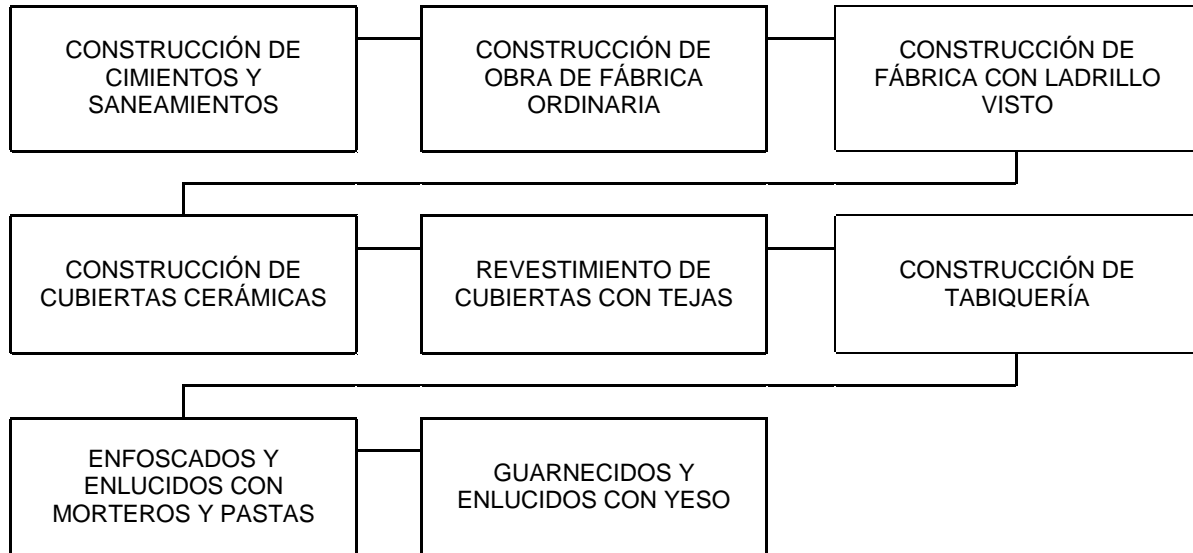 CONSTRUCCIÓN DE
CIMIENTOS Y
SANEAMIENTOS
CONSTRUCCIÓN DE
OBRA DE FÁBRICA
ORDINARIA
CONSTRUCCIÓN DE
FÁBRICA CON LADRILLO
VISTO
CONSTRUCCIÓN DE
CUBIERTAS CERÁMICAS
REVESTIMIENTO DE
CUBIERTAS CON TEJAS
CONSTRUCCIÓN DE
TABIQUERÍA
ENFOSCADOS Y
ENLUCIDOS CON
MORTEROS Y PASTAS
GUARNECIDOS Y
ENLUCIDOS CON YESO